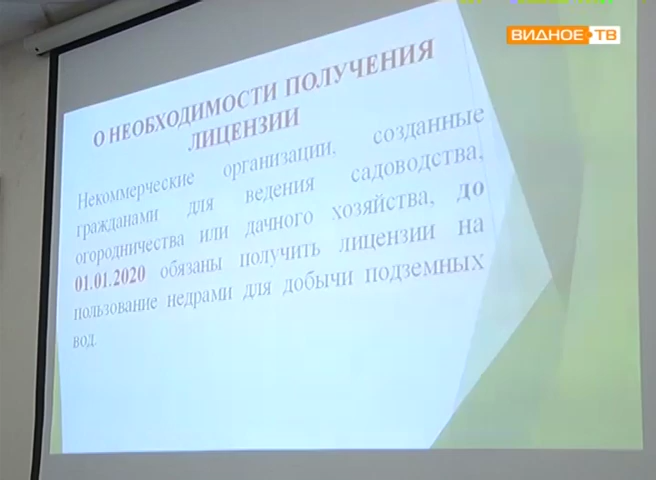 ВИДНОЕ ТВ
О НЕОБХОДИМОСТИ ПОЛУЧЕНИЯ
ЛИЦЕНЗИИ
Некоммерческие организации, созданные
гражданами для ведения садоводства,
огородничества или дачного хозяйства, до
01.01.2020 обязаны получить лицензии на
пользование недрами для добычи подземных
вод.